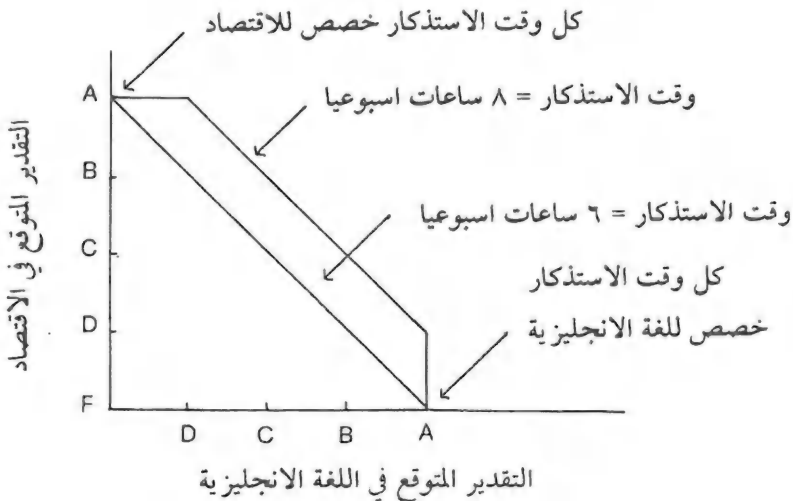 كل وقت الاستذكار خصص للاقتصاد
وقت الاستذكار = ٨ ساعات اسبوعيا
وقت الاستذكار = ٦ ساعات اسبوعيا
كل وقت الاستذكار
خصص للغة الانجليزية
التقدير المتوقع في الاقتصاد
A
B
C
D
F
D C B A
التقدير المتوقع في اللغة الانجليزية